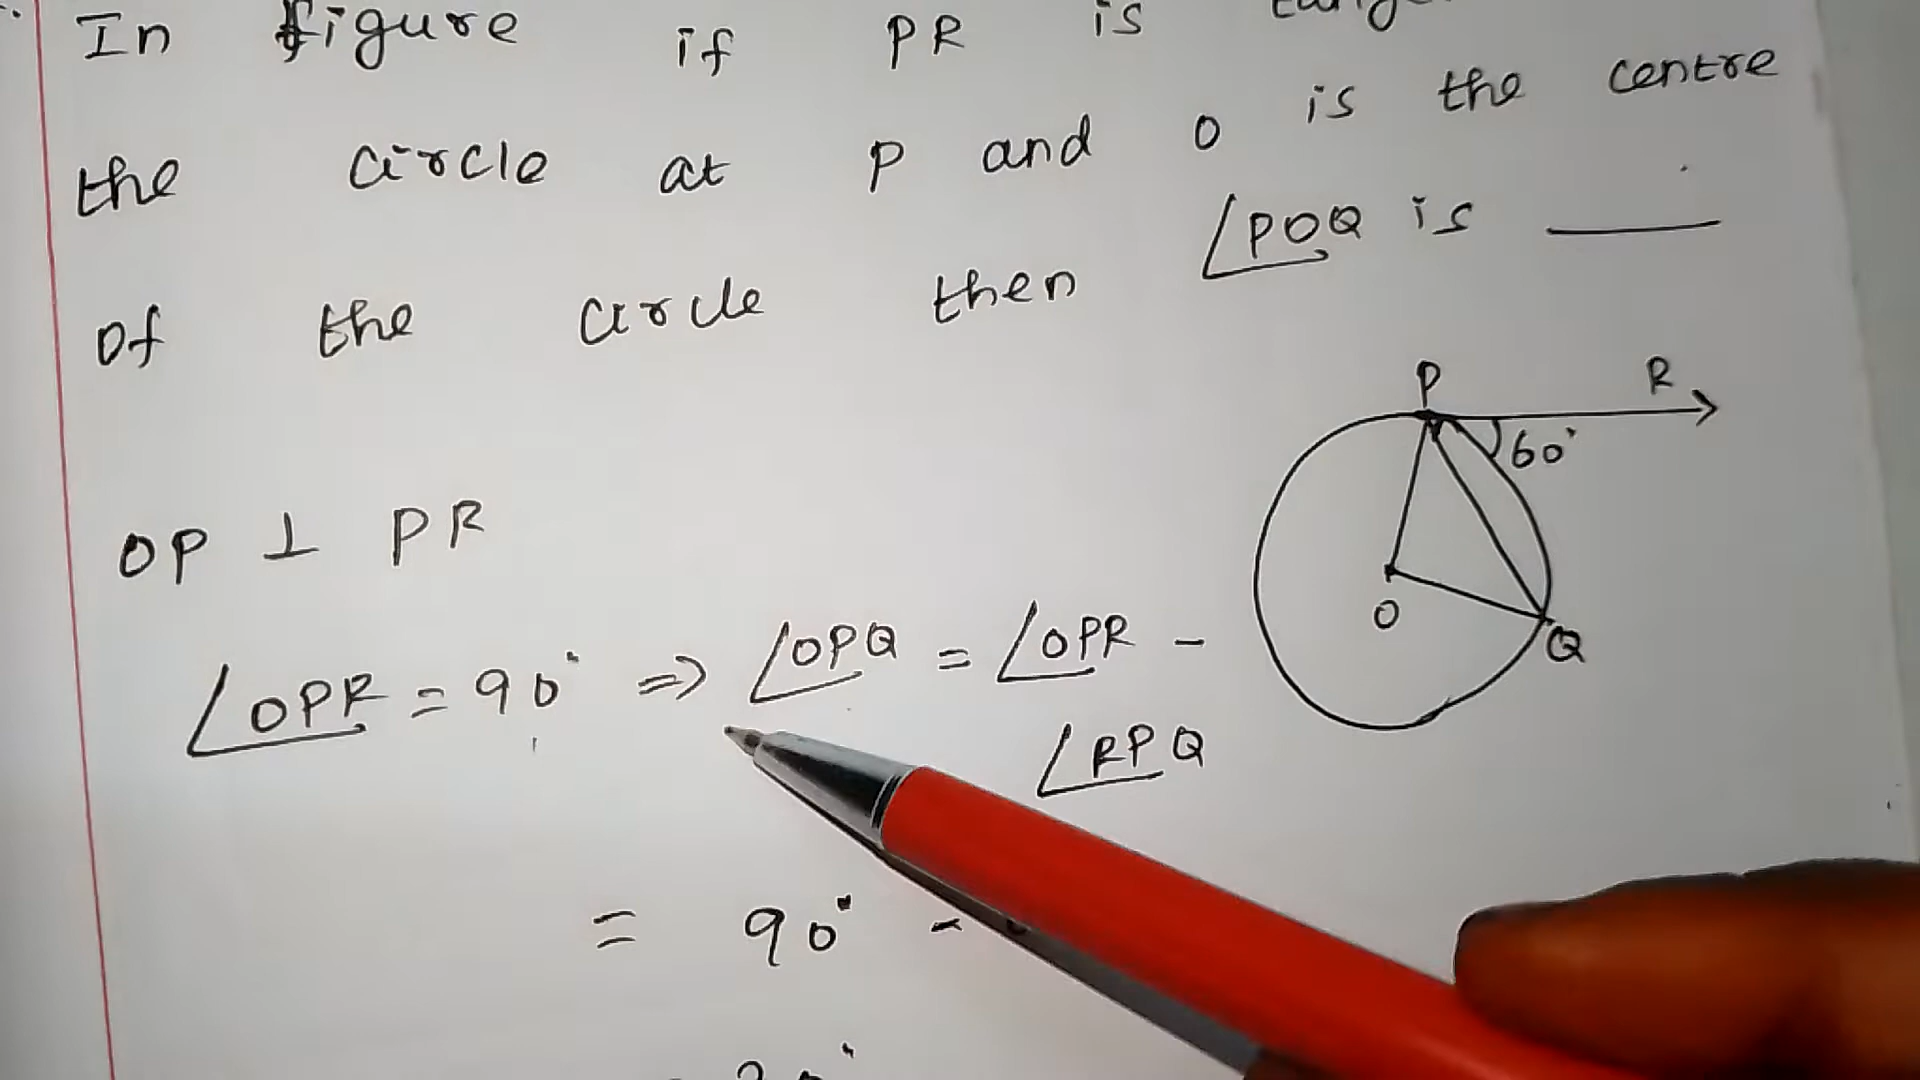 In figure if PR is
the circle at P and O is the centre
of the circle then ∠POQ is ____
P
R
60°
O
Q
OP ⊥ PR
∠OPR = 90° => ∠OPQ = ∠OPR -
∠RPQ
= 90° -